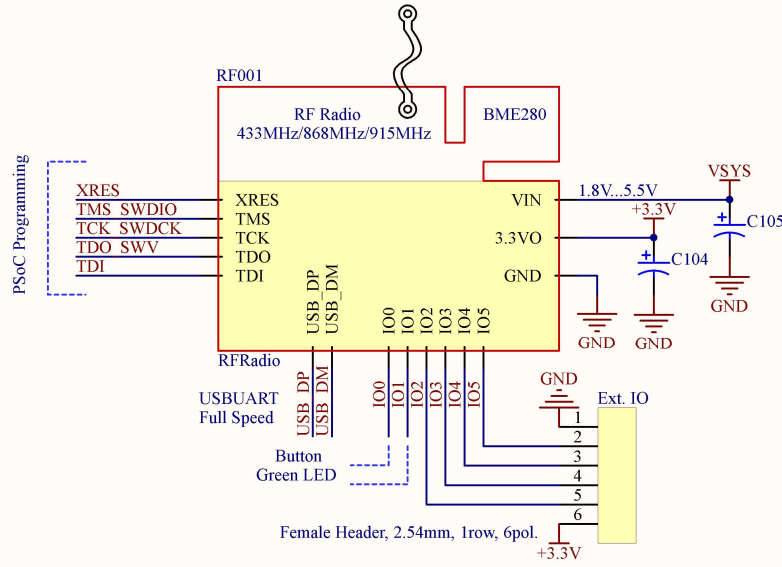 RF001
RF Radio
433MHz/868MHz/915MHz
BME280
PSoC Programming
XRES
TMS_SWDIO
TCK_SWDCK
TDO_SWV
TDI
XRES
TMS
TCK
TDO
TDI
VIN
3.3VO
GND
1.8V...5.5V
VSYS
+3.3V
C105
C104
GND
GND
GND
USB_DP
USB_DM
IO0
IO1
IO2
IO3
IO4
IO5
RFRadio
USB_DP
USB_DM
IO0
IO1
IO2
IO3
IO4
IO5
USBUART
Full Speed
Button
Green LED
GND
Ext. IO
1
2
3
4
5
6
Female Header, 2.54mm, 1row, 6pol.
+3.3V